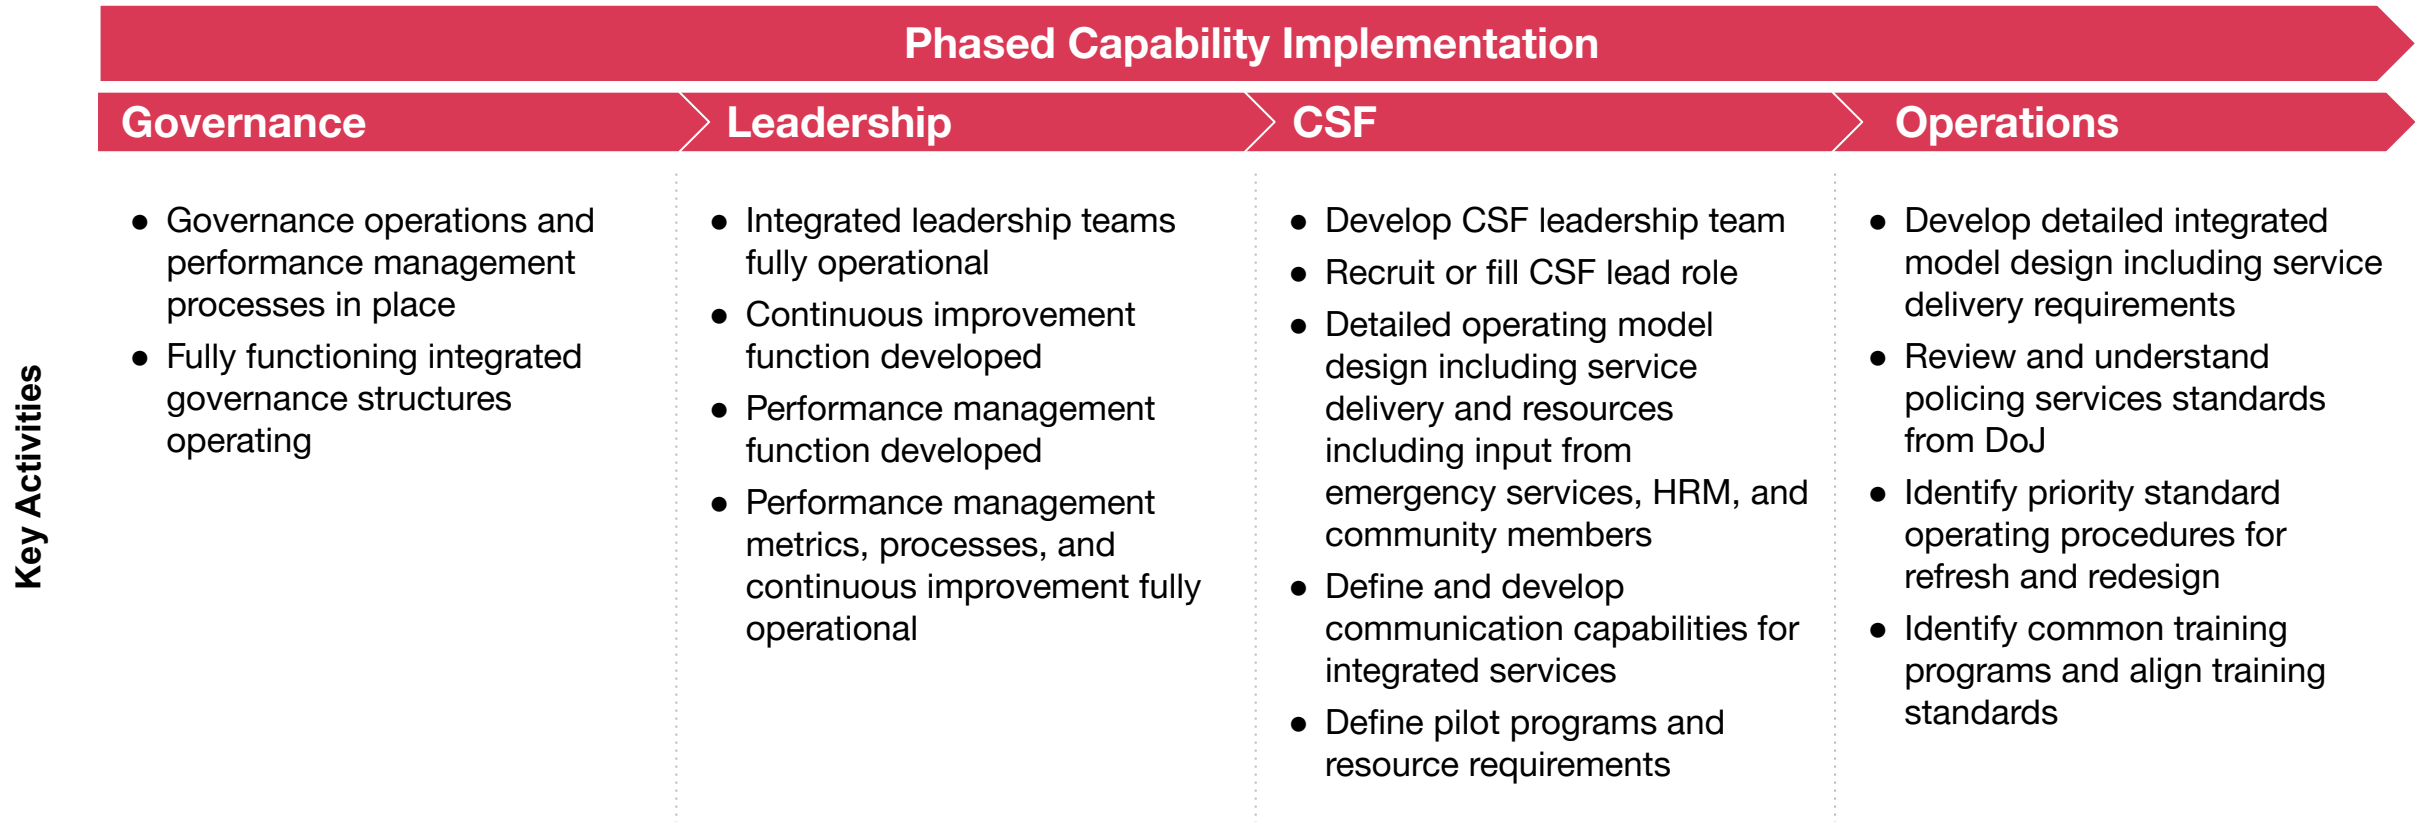 Phased Capability Implementation
Governance
Leadership
CSF
Operations
Key Activities
● Governance operations and
performance management
processes in place
● Fully functioning integrated
governance structures
operating
● Integrated leadership teams
fully operational
● Continuous improvement
function developed
● Performance management
function developed
● Performance management
metrics, processes, and
continuous improvement fully
operational
● Develop CSF leadership team
● Recruit or fill CSF lead role
● Detailed operating model
design including service
delivery and resources
including input from
emergency services, HRM, and
community members
● Define and develop
communication capabilities for
integrated services
● Define pilot programs and
resource requirements
● Develop detailed integrated
model design including service
delivery requirements
● Review and understand
policing services standards
from DoJ
● Identify priority standard
operating procedures for
refresh and redesign
● Identify common training
programs and align training
standards